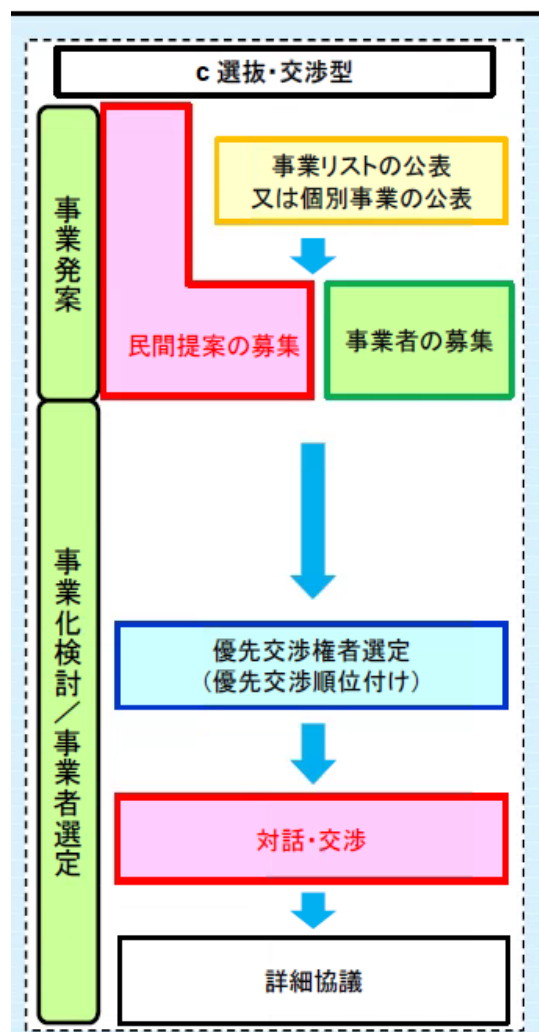 c 選抜・交渉型
事業発案
事業リストの公表
又は個別事業の公表
民間提案の募集
事業者の募集
事業化検討／事業者選定
優先交渉権者選定
（優先交渉順位付け）
対話・交渉
詳細協議